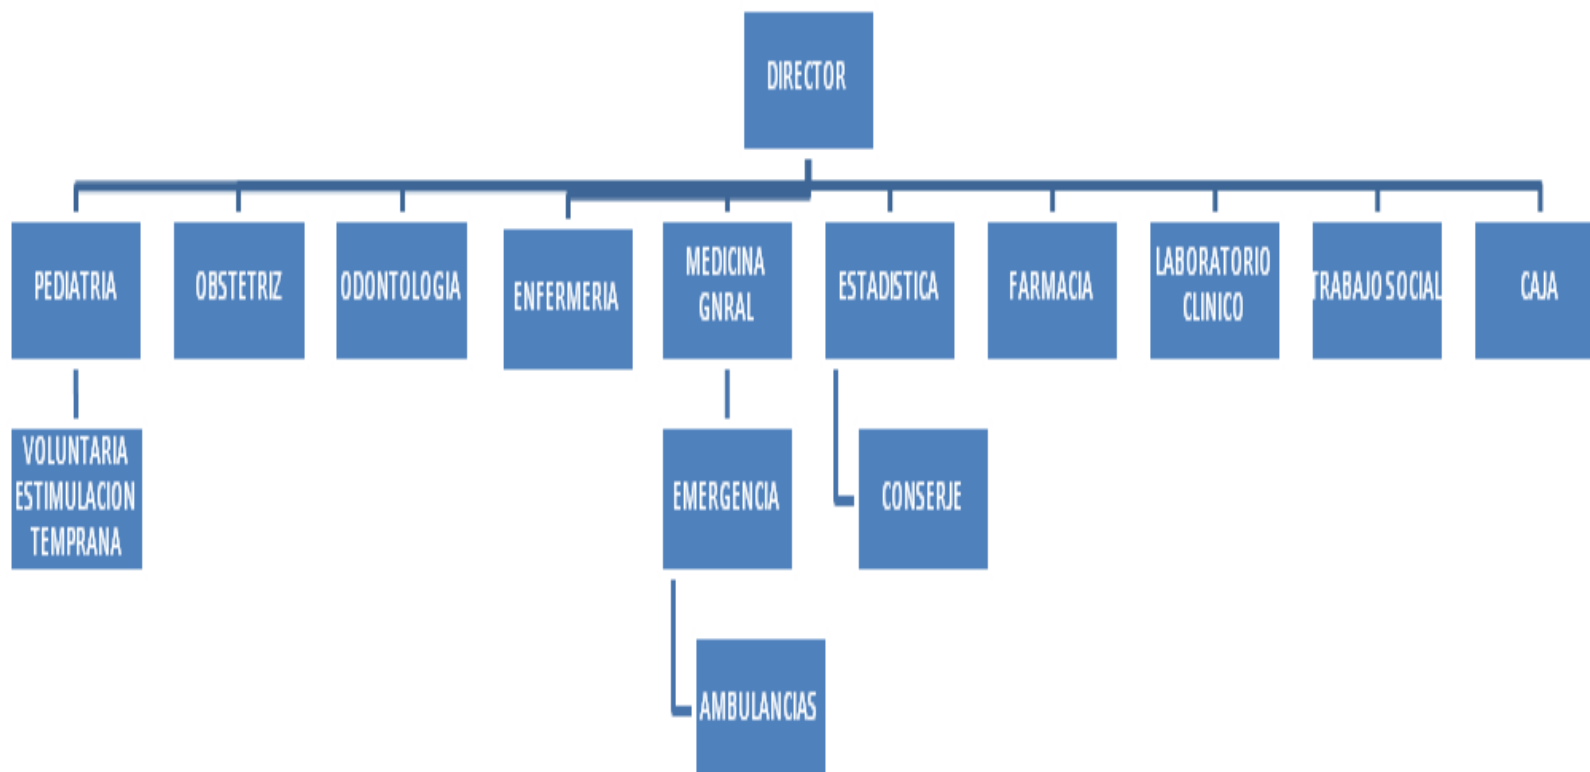 DIRECTOR
PEDIATRIA
OBSTETRIZ
ODONTOLOGIA
ENFERMERIA
MEDICINA
GNRAL
ESTADISTICA
FARMACIA
LABORATORIO
CLINICO
TRABAJO SOCIAL
CAJA
VOLUNTARIA
ESTIMULACION
TEMPRANA
EMERGENCIA
CONSERJE
AMBULANCIAS